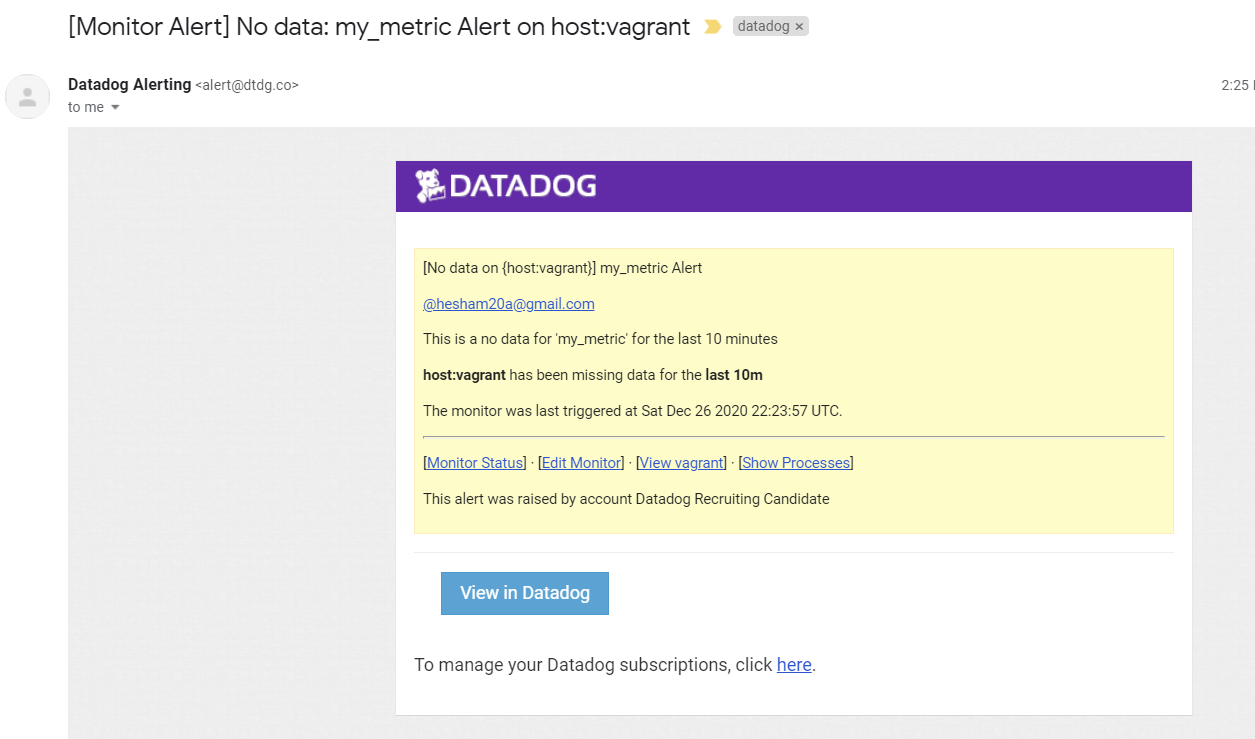 [Monitor Alert] No data: my_metric Alert on host:vagrant datadog ×
Datadog Alerting <alert@dtdg.co> 2:25
to me
DATADOG
[No data on {host:vagrant}] my_metric Alert
@hesham20a@gmail.com
This is a no data for 'my_metric' for the last 10 minutes
host:vagrant has been missing data for the last 10m
The monitor was last triggered at Sat Dec 26 2020 22:23:57 UTC.
[Monitor Status] · [Edit Monitor] · [View vagrant] · [Show Processes]
This alert was raised by account Datadog Recruiting Candidate
View in Datadog
To manage your Datadog subscriptions, click here.